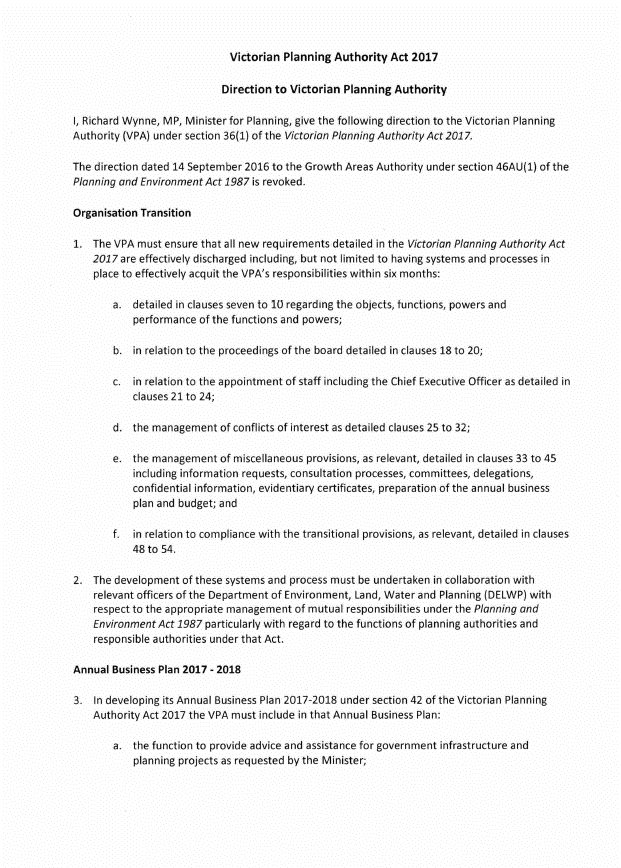 Victorian Planning Authority Act 2017
Direction to Victorian Planning Authority
I, Richard Wynne, MP, Minister for Planning, give the following direction to the Victorian Planning
Authority (VPA) under section 36(1) of the Victorian Planning Authority Act 2017.
The direction dated 14 September 2016 to the Growth Areas Authority under section 46AU(1) of the
Planning and Environment Act 1987 is revoked.
Organisation Transition
1. The VPA must ensure that all new requirements detailed in the Victorian Planning Authority Act
2017 are effectively discharged including, but not limited to having systems and processes in
place to effectively acquit the VPA's responsibilities within six months:
a. detailed in clauses seven to 10 regarding the objects, functions, powers and
performance of the functions and powers;
b. in relation to the proceedings of the board detailed in clauses 18 to 20;
c. in relation to the appointment of staff including the Chief Executive Officer as detailed in
clauses 21 to 24;
d. the management of conflicts of interest as detailed clauses 25 to 32;
e. the management of miscellaneous provisions, as relevant, detailed in clauses 33 to 45
including information requests, consultation processes, committees, delegations,
confidential information, evidentiary certificates, preparation of the annual business
plan and budget; and
f. in relation to compliance with the transitional provisions, as relevant, detailed in clauses
48 to 54.
2. The development of these systems and process must be undertaken in collaboration with
relevant officers of the Department of Environment, Land, Water and Planning (DELWP) with
respect to the appropriate management of mutual responsibilities under the Planning and
Environment Act 1987 particularly with regard to the functions of planning authorities and
responsible authorities under that Act.
Annual Business Plan 2017 - 2018
3. In developing its Annual Business Plan 2017-2018 under section 42 of the Victorian Planning
Authority Act 2017 the VPA must include in that Annual Business Plan:
a. the function to provide advice and assistance for government infrastructure and
planning projects as requested by the Minister;